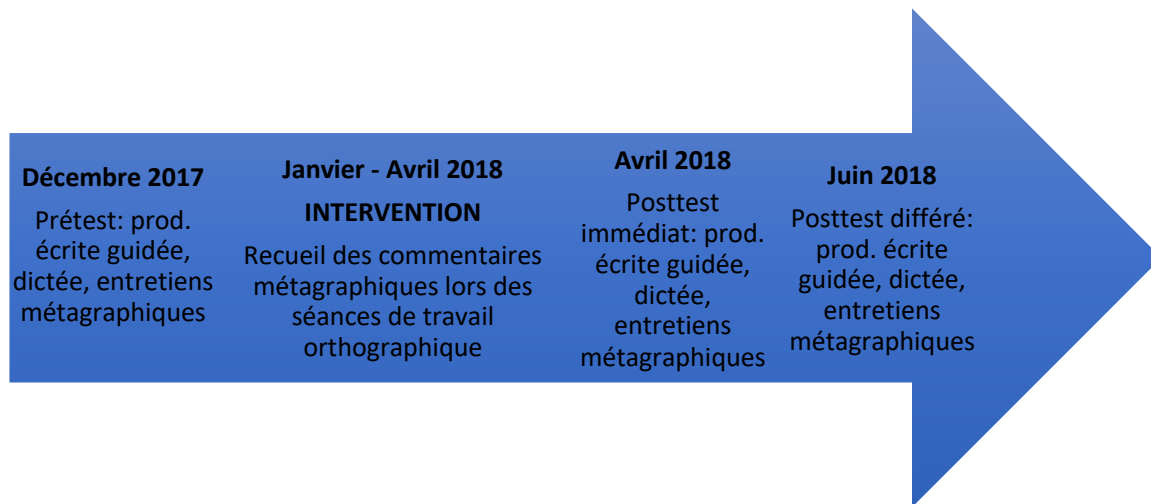 Décembre 2017
Prétest: prod.
écrite guidée,
dictée, entretiens
métagraphiques
Janvier - Avril 2018
INTERVENTION
Recueil des commentaires
métagraphiques lors des
séances de travail
orthographique
Avril 2018
Posttest
immédiat: prod.
écrite guidée,
dictée,
entretiens
métagraphiques
Juin 2018
Posttest différé:
prod. écrite
guidée, dictée,
entretiens
métagraphiques